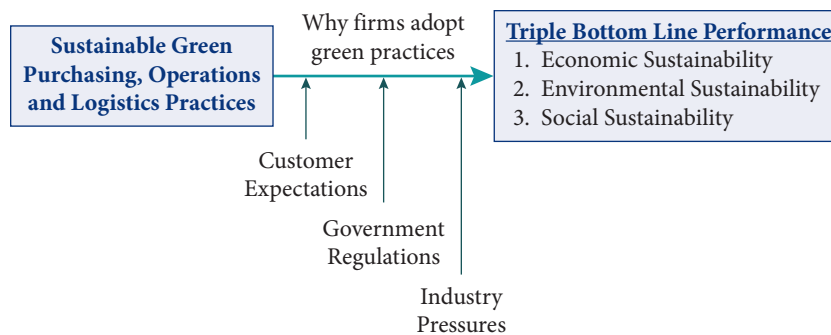 Sustainable Green
Purchasing, Operations
and Logistics Practices
Why firms adopt
green practices
Triple Bottom Line Performance
1. Economic Sustainability
2. Environmental Sustainability
3. Social Sustainability
Customer
Expectations
Government
Regulations
Industry
Pressures